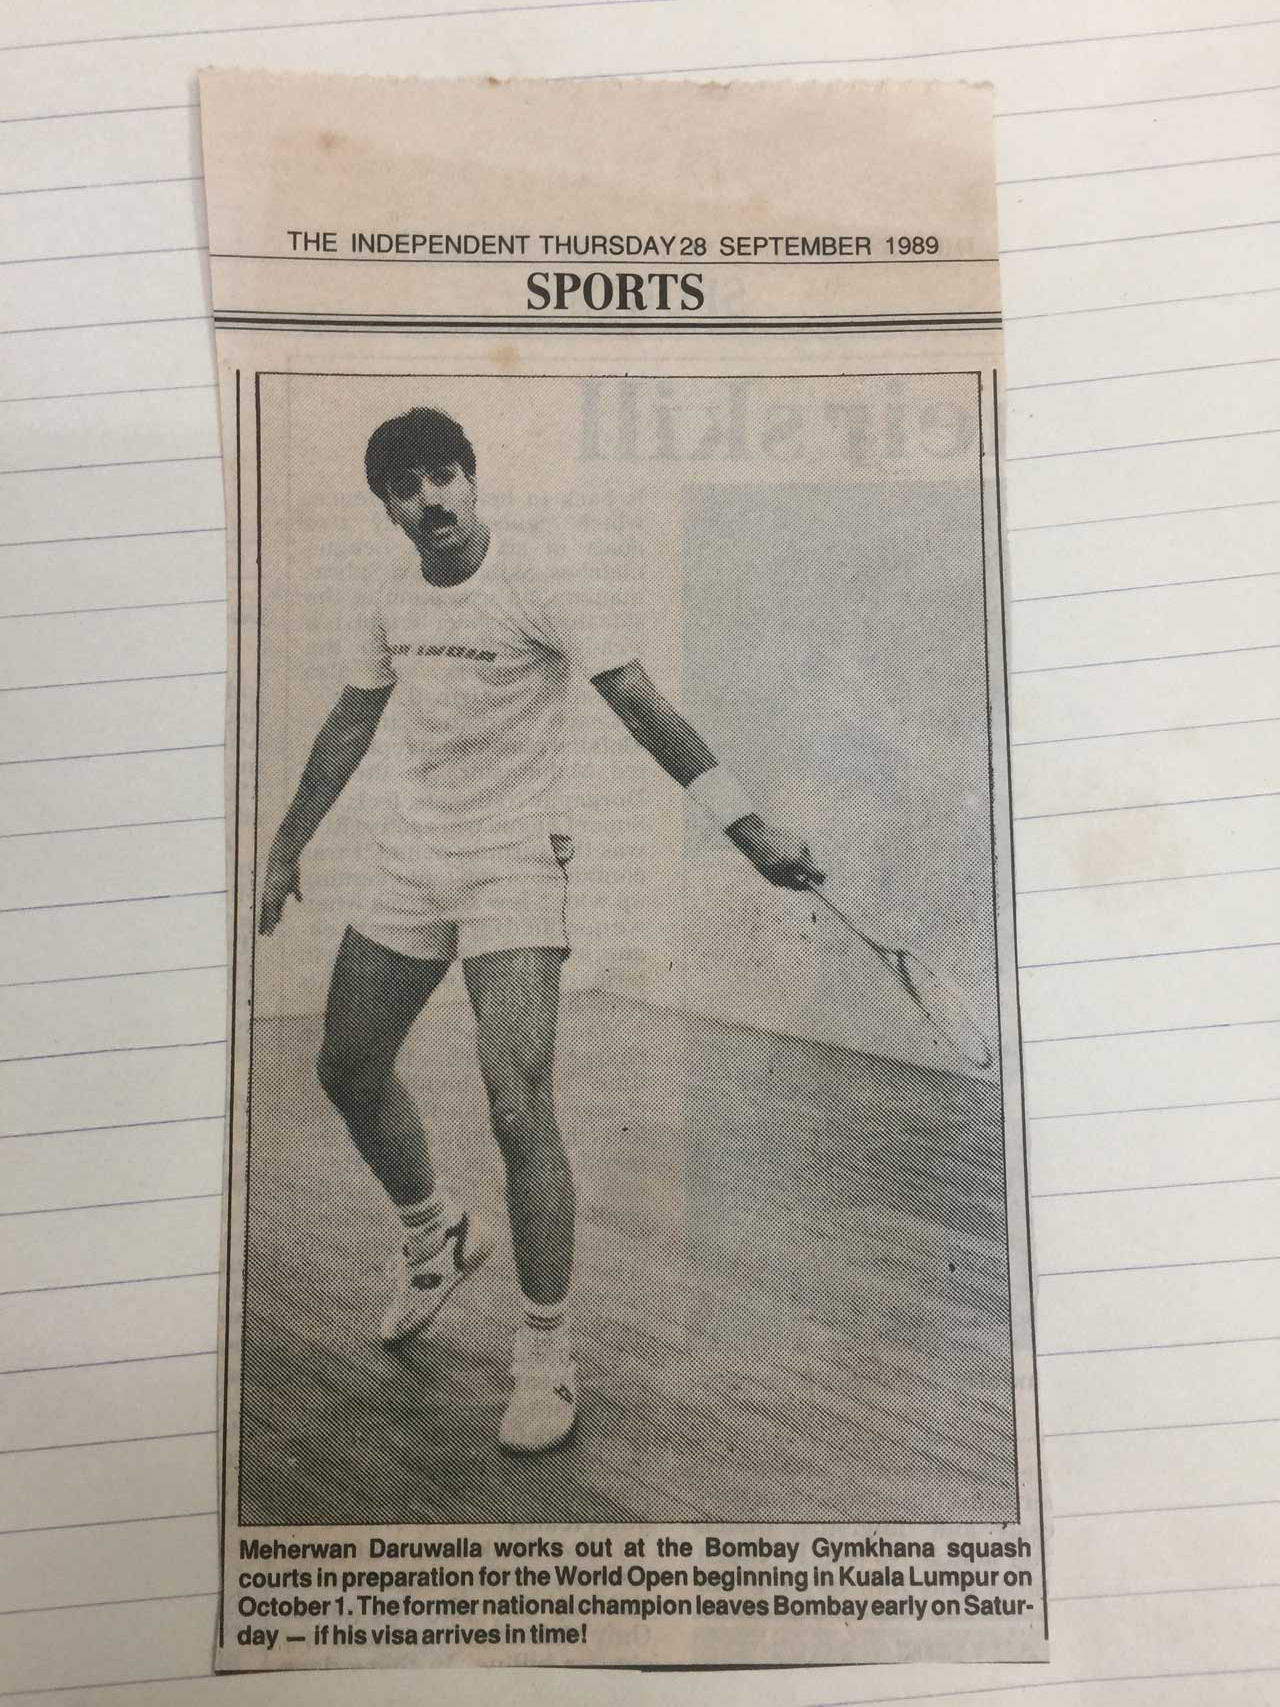 THE INDEPENDENT THURSDAY 28 SEPTEMBER 1989
SPORTS
Meherwan Daruwalla works out at the Bombay Gymkhana squash
courts in preparation for the World Open beginning in Kuala Lumpur on
October 1. The former national champion leaves Bombay early on Satur-
day — if his visa arrives in time!